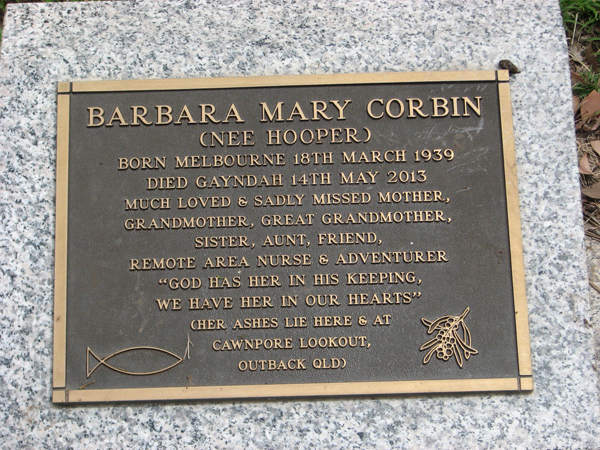 BARBARA MARY CORBIN
(NEE HOOPER)
BORN MELBOURNE 18TH MARCH 1939
DIED GAYNDAH 14TH MAY 2013
MUCH LOVED & SADLY MISSED MOTHER,
GRANDMOTHER, GREAT GRANDMOTHER,
SISTER, AUNT, FRIEND,
REMOTE AREA NURSE & ADVENTURER
“GOD HAS HER IN HIS KEEPING,
WE HAVE HER IN OUR HEARTS”
(HER ASHES LIE HERE & AT
CAWNPORE LOOKOUT,
OUTBACK QLD)